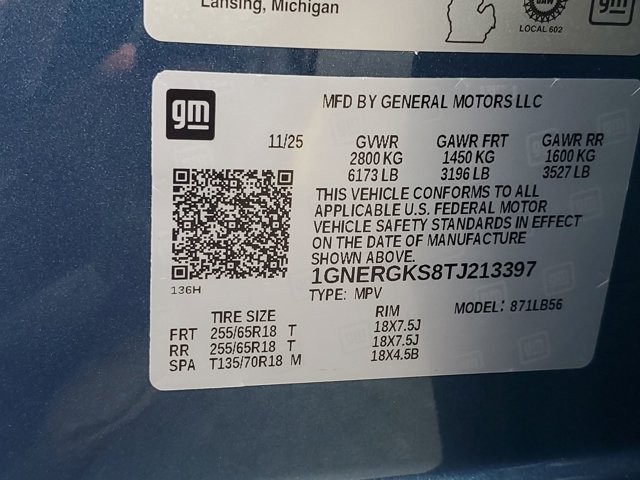 Lansing, Michigan
UAW
LOCAL 602
gm
gm
MFD BY GENERAL MOTORS LLC
11/25 GVWR GAWR FRT GAWR RR
2800 KG 1450 KG 1600 KG
6173 LB 3196 LB 3527 LB
THIS VEHICLE CONFORMS TO ALL
APPLICABLE U.S. FEDERAL MOTOR
VEHICLE SAFETY STANDARDS IN EFFECT
ON THE DATE OF MANUFACTURE
SHOWN ABOVE.
1GNERGKS8TJ213397
136H
TYPE: MPV MODEL: 871LB56
TIRE SIZE RIM
FRT 255/65R18 T 18X7.5J
RR 255/65R18 T 18X7.5J
SPA T135/70R18 M 18X4.5B